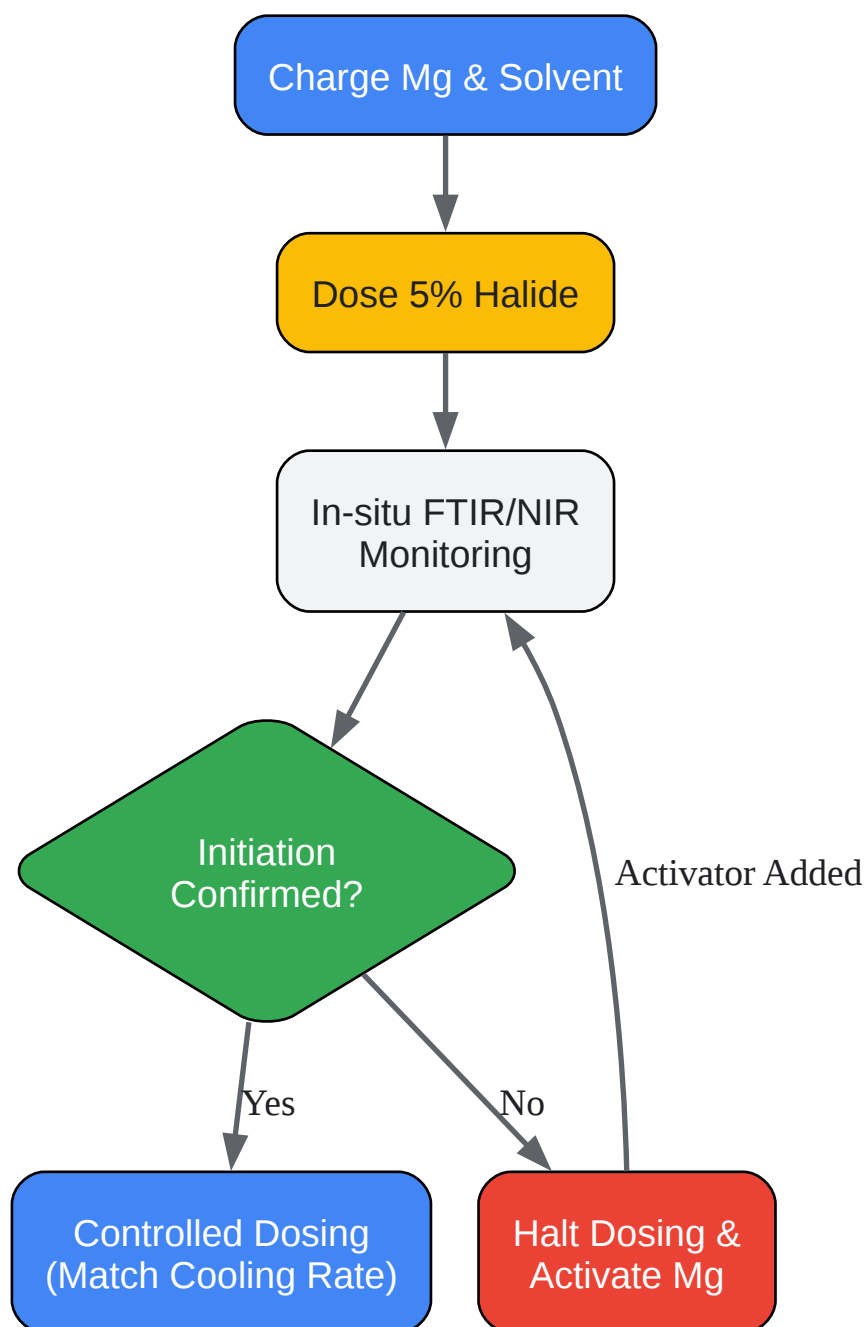 Charge Mg & Solvent
Dose 5% Halide
In-situ FTIR/NIR
Monitoring
Initiation
Confirmed?
Activator Added
Yes
No
Controlled Dosing
(Match Cooling Rate)
Halt Dosing &
Activate Mg